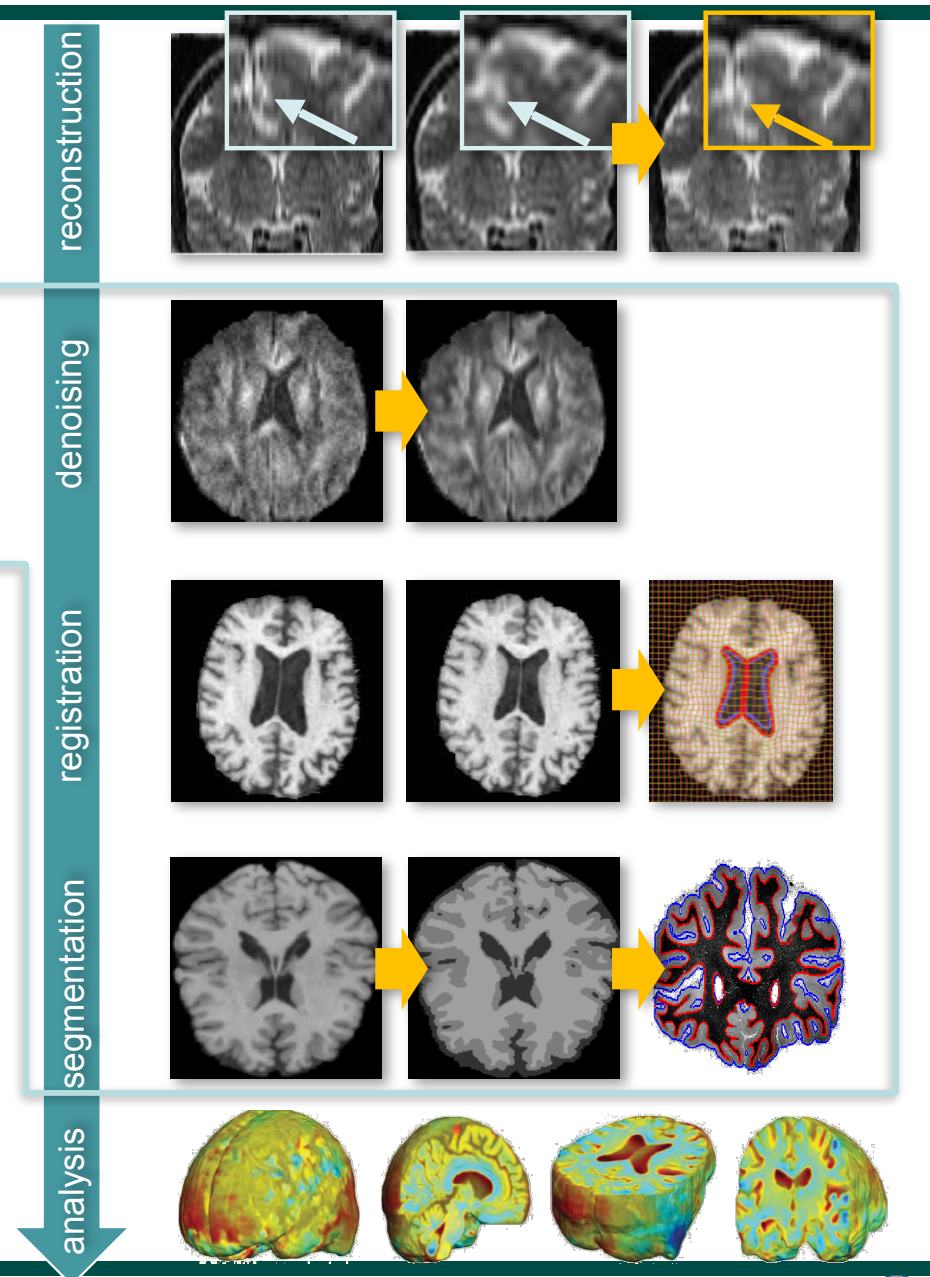 reconstruction
denoising
registration
segmentation
analysis